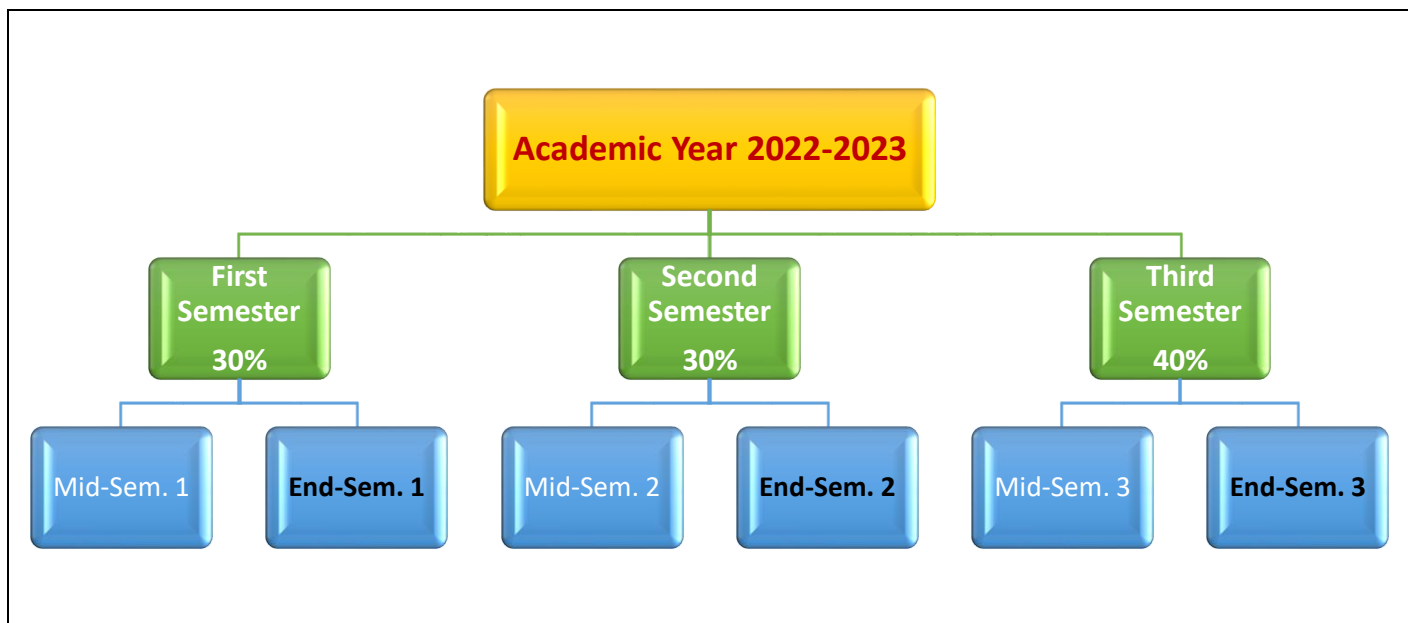 Academic Year 2022-2023
First
Semester
30%
Second
Semester
30%
Third
Semester
40%
Mid-Sem. 1
End-Sem. 1
Mid-Sem. 2
End-Sem. 2
Mid-Sem. 3
End-Sem. 3